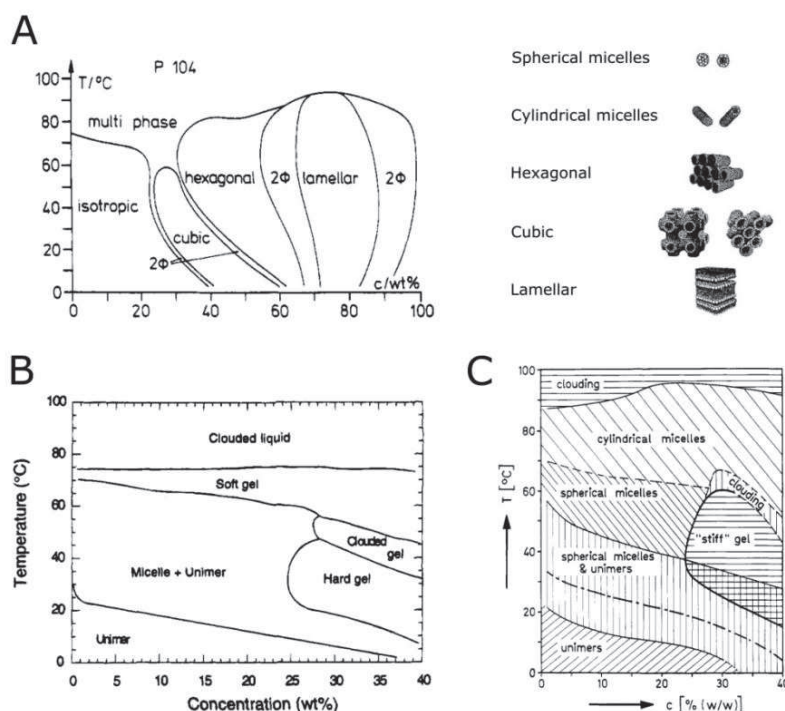 A
P 104
T/°C
100
80
60
40
20
0
multi phase
isotropic
cubic
2Φ
hexagonal
2Φ
lamellar
2Φ
c/wt%
0
20
40
60
80
100
Spherical micelles
Cylindrical micelles
Hexagonal
Cubic
Lamellar
B
Temperature (°C)
100
80
60
40
20
0
Clouded liquid
Soft gel
Clouded
gel
Micelle + Unimer
Hard gel
Unimer
0
5
10
15
20
25
30
35
40
Concentration (wt%)
C
T [°C]
100
80
60
40
20
0
clouding
cylindrical micelles
clouding
spherical micelles
"stiff" gel
spherical micelles
& unimers
unimers
0
10
20
30
40
c [% (w/w)]